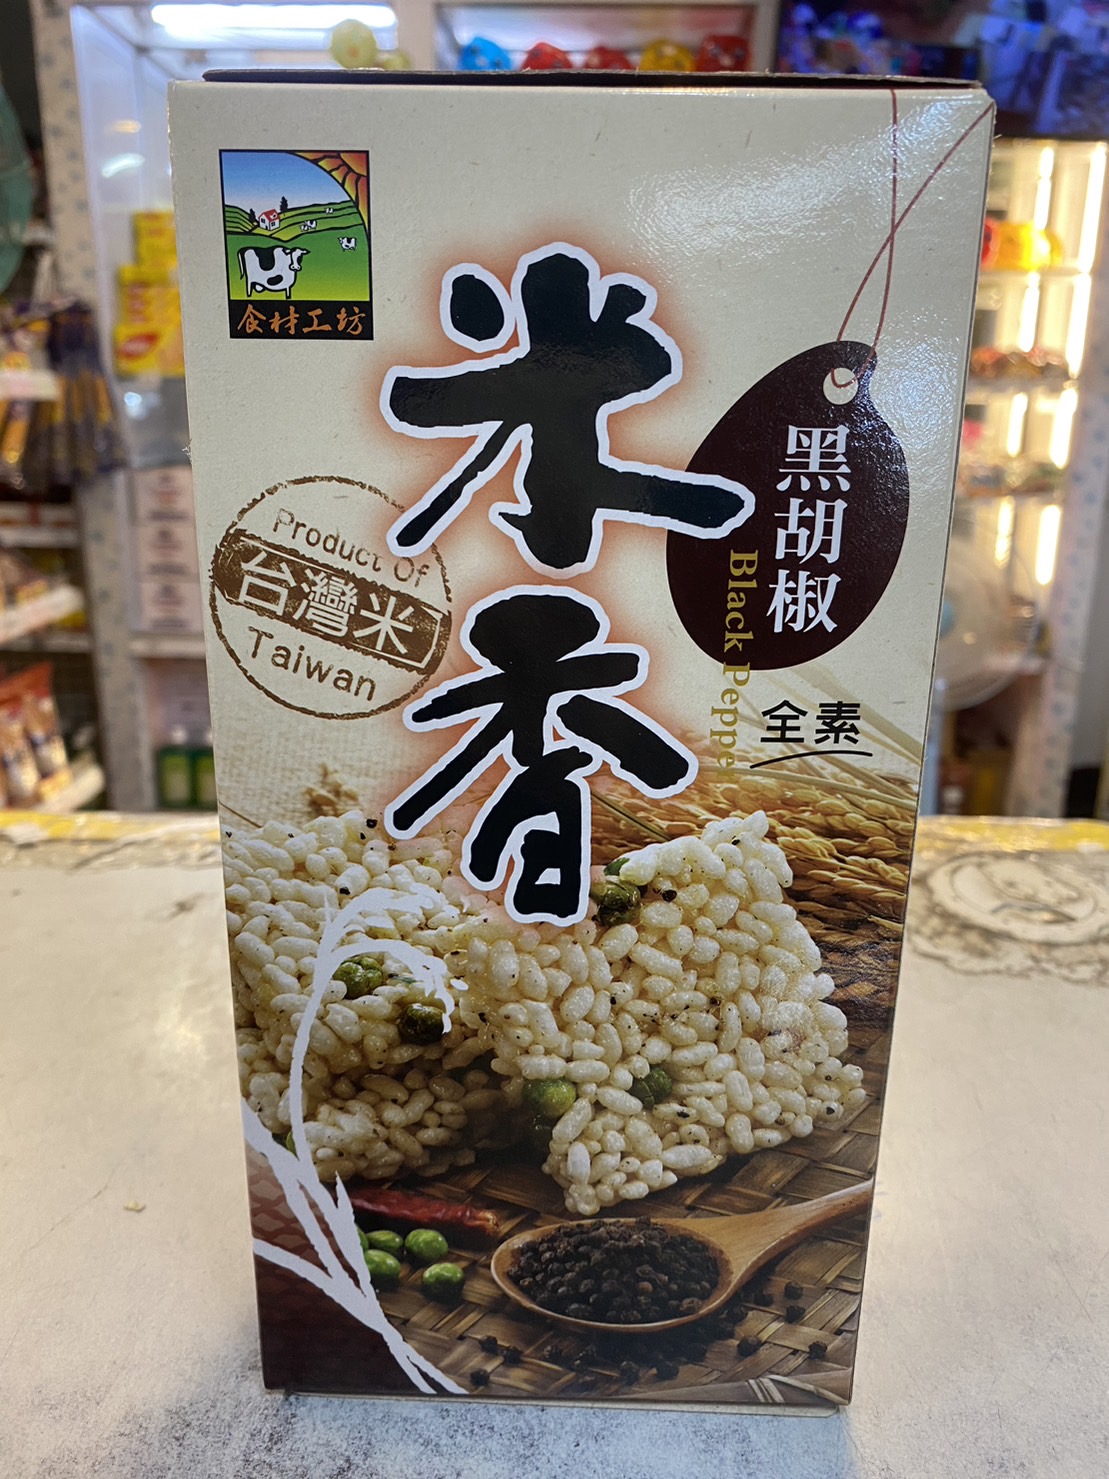 食材工坊
米香
黑胡椒
Black Pepper
全素
Product Of
台灣米
Taiwan